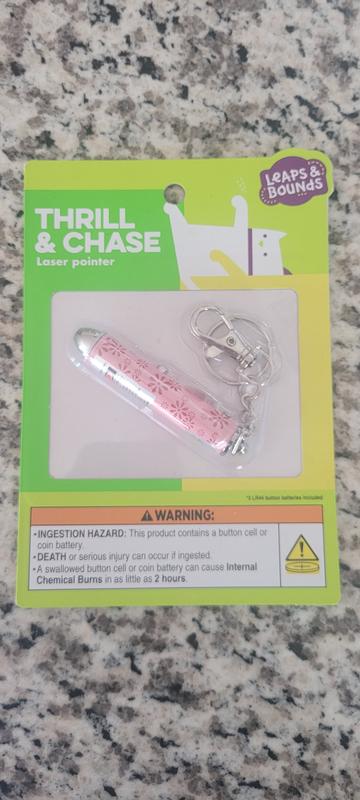 LEAPS &
BOUNDS
THRILL
& CHASE
Laser pointer
*3 LR44 button batteries included
WARNING:
•INGESTION HAZARD: This product contains a button cell or
coin battery.
•DEATH or serious injury can occur if ingested.
•A swallowed button cell or coin battery can cause Internal
Chemical Burns in as little as 2 hours.